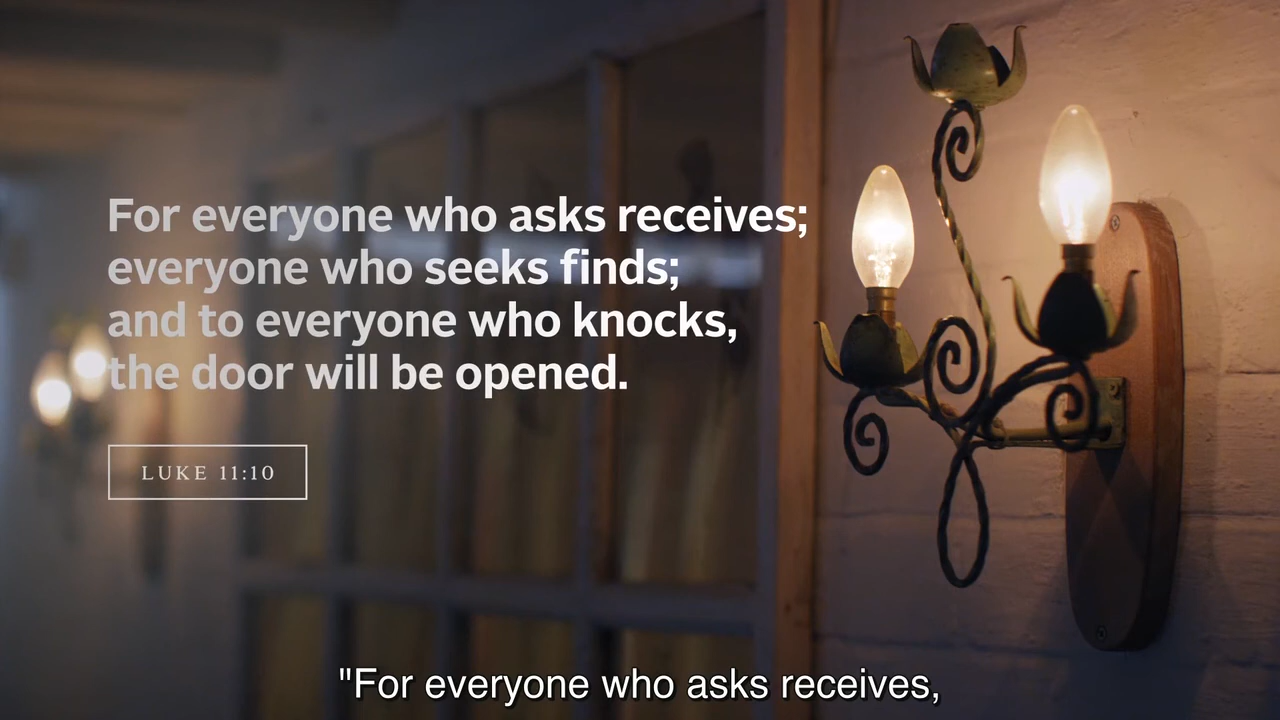 For everyone who asks receives;
everyone who seeks finds;
and to everyone who knocks,
the door will be opened.
LUKE 11:10
"For everyone who asks receives,